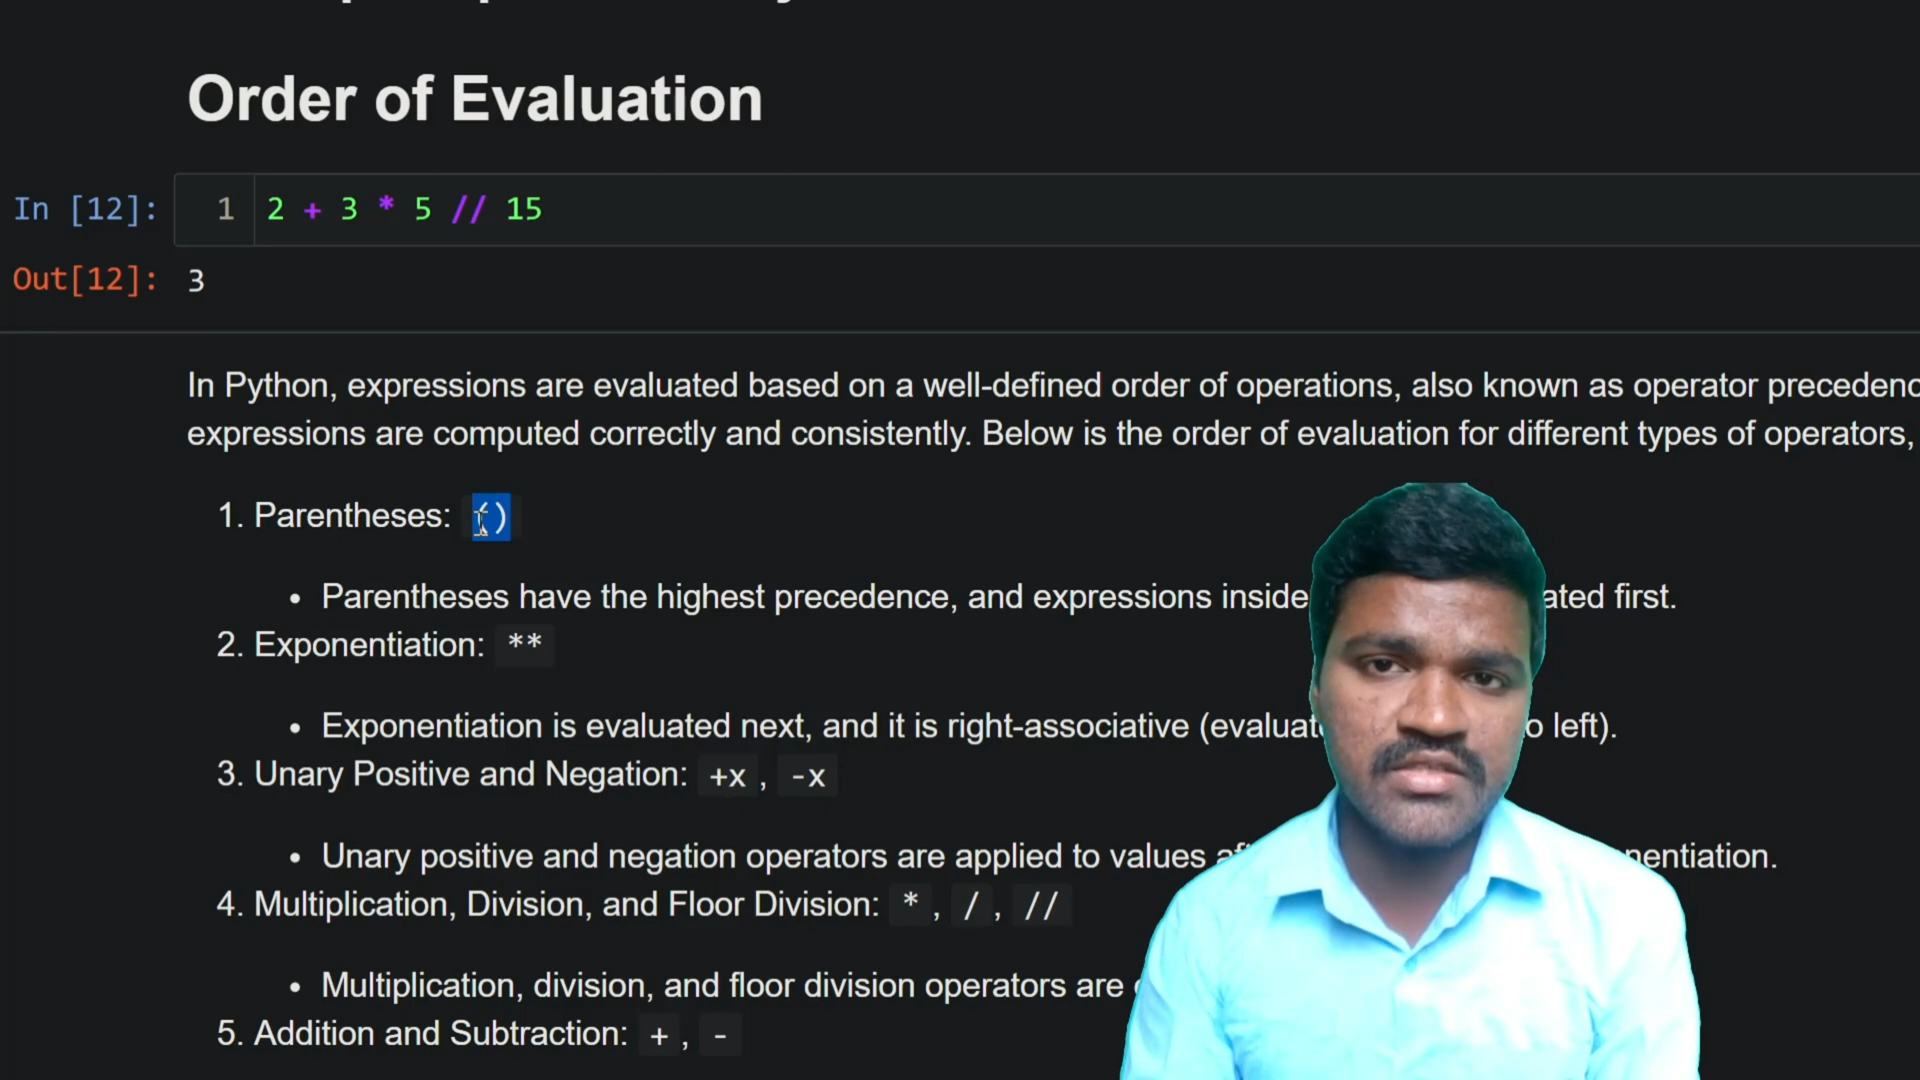 Order of Evaluation
In [12]: 1 2 + 3 * 5 // 15
Out[12]: 3
In Python, expressions are evaluated based on a well-defined order of operations, also known as operator
expressions are computed correctly and consistently. Below is the order of evaluation for different types of operators,
1. Parentheses: ()
• Parentheses have the highest precedence, and expressions inside ated first.
2. Exponentiation: **
• Exponentiation is evaluated next, and it is right-associative (evaluat o left).
3. Unary Positive and Negation: +x , -x
• Unary positive and negation operators are applied to values nentiation.
4. Multiplication, Division, and Floor Division: * , / , //
• Multiplication, division, and floor division operators are
5. Addition and Subtraction: + , -